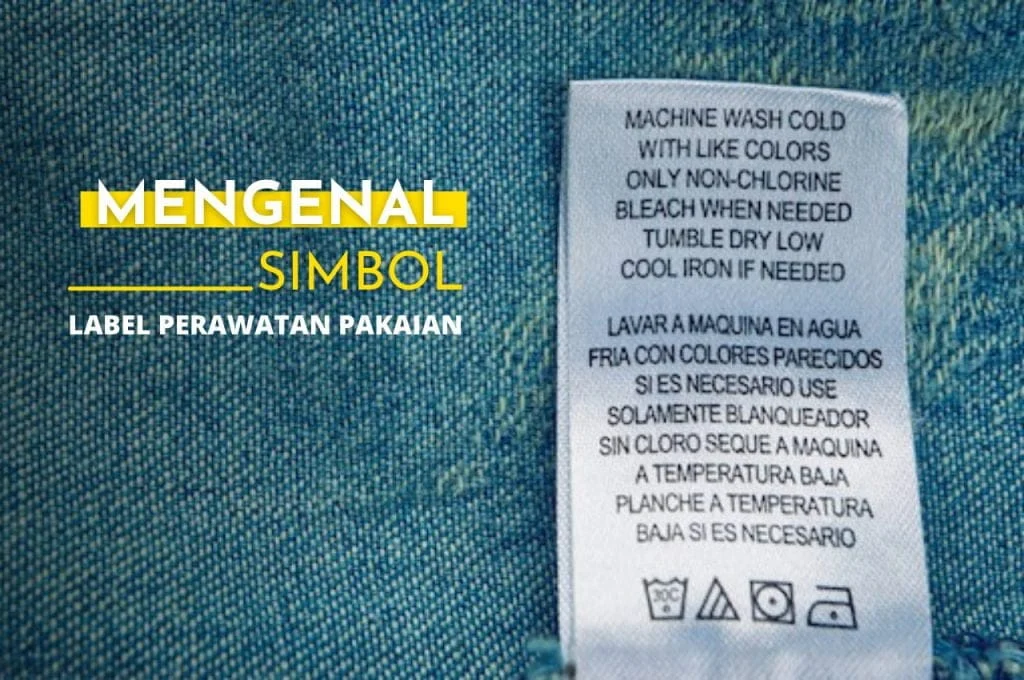 MENGENAL
SIMBOL
LABEL PERAWATAN PAKAIAN
MACHINE WASH COLD
WITH LIKE COLORS
ONLY NON-CHLORINE
BLEACH WHEN NEEDED
TUMBLE DRY LOW
COOL IRON IF NEEDED
LAVAR A MAQUINA EN AGUA
FRIA CON COLORES PARECIDOS
SI ES NECESARIO USE
SOLAMENTE BLANQUEADOR
SIN CLORO SEQUE A MAQUINA
A TEMPERATURA BAJA
PLANCHE A TEMPERATURA
BAJA SI ES NECESARIO
30C